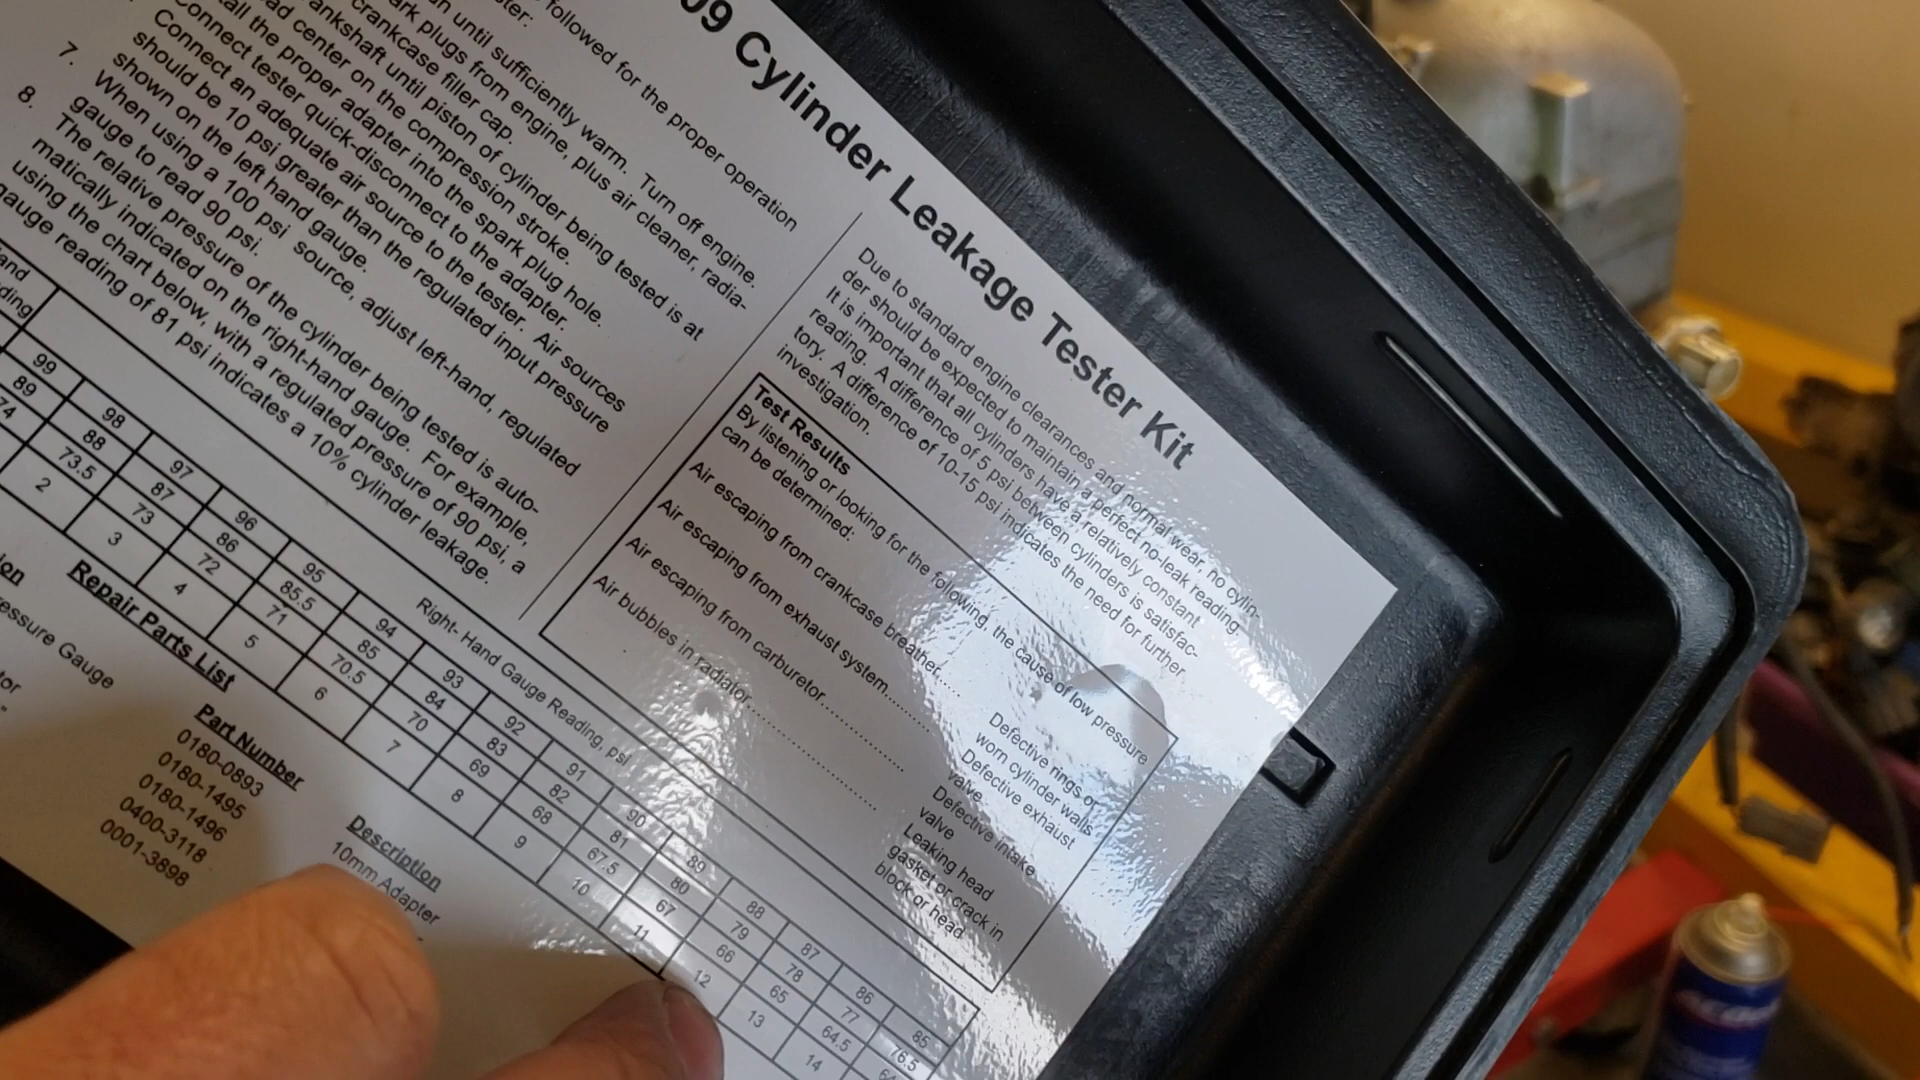 09 Cylinder Leakage Tester Kit
followed for the proper operation
ster:
n until sufficiently warm. Turn off engine.
ark plugs from engine, plus air cleaner, radia-
crankcase filler cap.
ankshaft until piston of cylinder being tested is at
ad center on the compression stroke.
all the proper adapter into the spark plug hole.
Connect tester quick-disconnect to the adapter.
Connect an adequate air source to the tester. Air sources
should be 10 psi greater than the regulated input pressure
shown on the left hand gauge.
7. When using a 100 psi source, adjust left-hand, regulated
gauge to read 90 psi.
8. The relative pressure of the cylinder being tested is auto-
matically indicated on the right-hand gauge. For example,
using the chart below, with a regulated pressure of 90 psi, a
gauge reading of 81 psi indicates a 10% cylinder leakage.
Due to standard engine clearances and normal wear, no cylin-
der should be expected to maintain a perfect no-leak reading.
It is important that all cylinders have a relatively constant
reading. A difference of 5 psi between cylinders is satisfac-
tory. A difference of 10-15 psi indicates the need for further
investigation.
Test Results
By listening or looking for the following, the cause of low pressure
can be determined:
Air escaping from crankcase breather..... Defective rings or
worn cylinder walls
Air escaping from exhaust system........ Defective exhaust
valve
Air escaping from carburetor................ Defective intake
valve
Air bubbles in radiator......................... Leaking head
gasket or crack in
block or head
and
ding
Right- Hand Gauge Reading, psi
99 98 97 96 95 94 93 92 91 90 89 88 87 86 85
89 88 87 86 85.5 85 84 83 82 81 80 79 78 77 76.5
74 73.5 73 72 71 70.5 70 69 68 67.5 67 66 65 64.5
2 3 4 5 6 7 8 9 10 11 12 13 14
Repair Parts List
ion
essure Gauge
tor
Part Number
0180-0893
0180-1495
0180-1496
0400-3118
0001-3898
Description
10mm Adapter